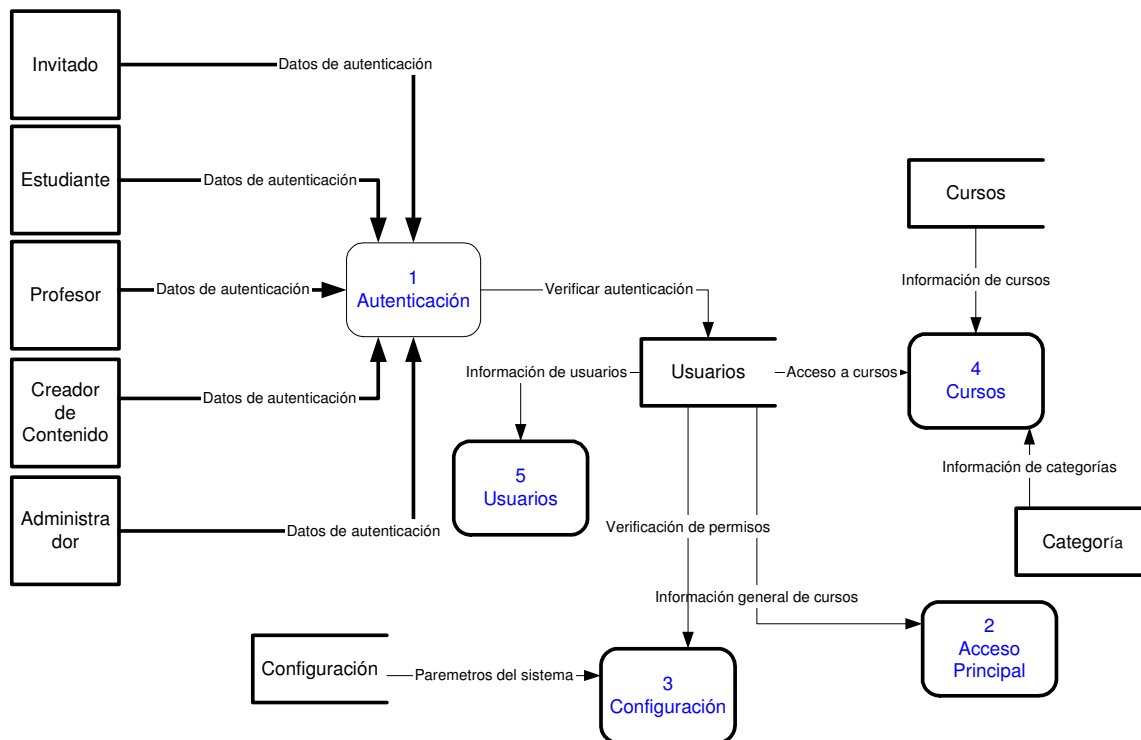 Invitado
Datos de autenticación
Estudiante
Datos de autenticación
Cursos
Profesor
Datos de autenticación
1
Autenticación
Verificar autenticación
Información de cursos
Creador
de
Contenido
Datos de autenticación
Información de usuarios
Usuarios
Acceso a cursos
4
Cursos
5
Usuarios
Información de categorías
Administra
dor
Datos de autenticación
Verificación de permisos
Categoría
Información general de cursos
2
Acceso
Principal
Configuración
Paremetros del sistema
3
Configuración